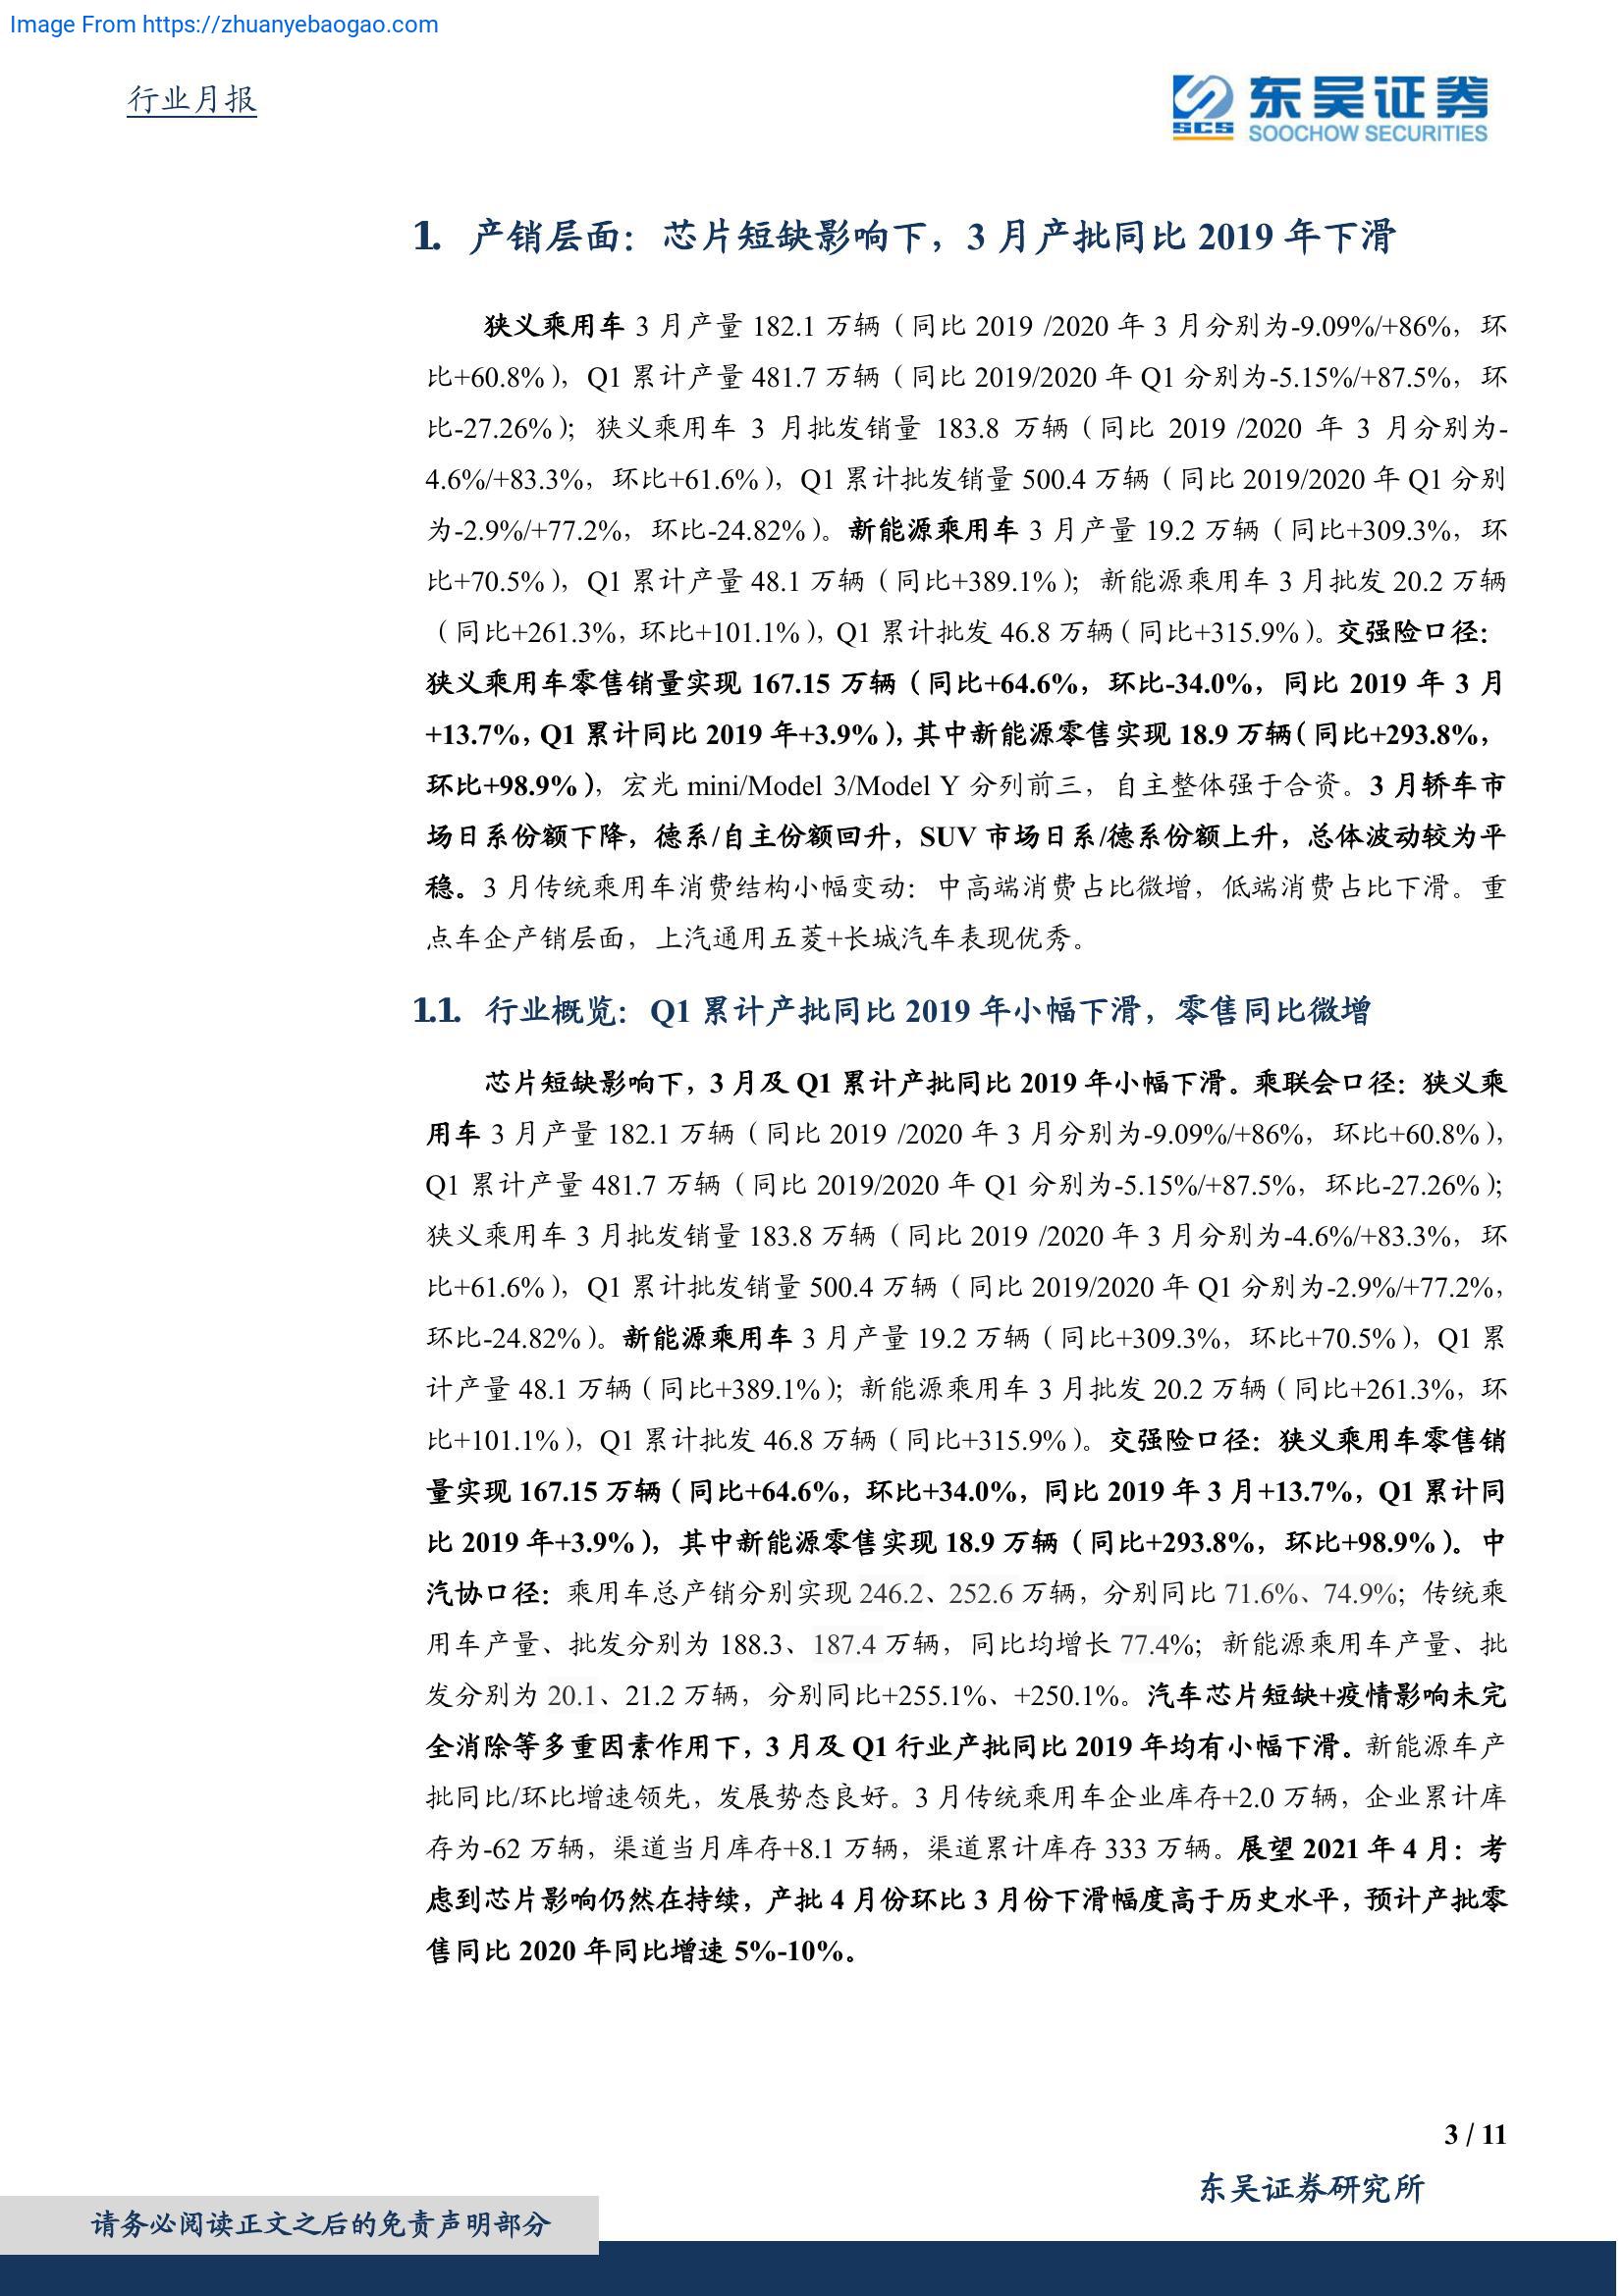 Image From https://zhuanyebaogao.com
行业月报
SCS
东吴证券
SOOCHOW SECURITIES
1. 产销层面：芯片短缺影响下，3 月产批同比 2019 年下滑
狭义乘用车 3 月产量 182.1 万辆（同比 2019 /2020 年 3 月分别为-9.09%/+86%，环
比+60.8%），Q1 累计产量 481.7 万辆（同比 2019/2020 年 Q1 分别为-5.15%/+87.5%，环
比-27.26%）；狭义乘用车 3 月批发销量 183.8 万辆（同比 2019 /2020 年 3 月分别为-
4.6%/+83.3%，环比+61.6%），Q1 累计批发销量 500.4 万辆（同比 2019/2020 年 Q1 分别
为-2.9%/+77.2%，环比-24.82%）。新能源乘用车 3 月产量 19.2 万辆（同比+309.3%，环
比+70.5%），Q1 累计产量 48.1 万辆（同比+389.1%）；新能源乘用车 3 月批发 20.2 万辆
（同比+261.3%，环比+101.1%），Q1 累计批发 46.8 万辆（同比+315.9%）。交强险口径：
狭义乘用车零售销量实现 167.15 万辆（同比+64.6%，环比-34.0%，同比 2019 年 3 月
+13.7%，Q1 累计同比 2019 年+3.9%），其中新能源零售实现 18.9 万辆（同比+293.8%，
环比+98.9%），宏光 mini/Model 3/Model Y 分列前三，自主整体强于合资。3 月轿车市
场日系份额下降，德系/自主份额回升，SUV 市场日系/德系份额上升，总体波动较为平
稳。3 月传统乘用车消费结构小幅变动：中高端消费占比微增，低端消费占比下滑。重
点车企产销层面，上汽通用五菱+长城汽车表现优秀。
1.1. 行业概览：Q1 累计产批同比 2019 年小幅下滑，零售同比微增
芯片短缺影响下，3 月及 Q1 累计产批同比 2019 年小幅下滑。乘联会口径：狭义乘
用车 3 月产量 182.1 万辆（同比 2019 /2020 年 3 月分别为-9.09%/+86%，环比+60.8%），
Q1 累计产量 481.7 万辆（同比 2019/2020 年 Q1 分别为-5.15%/+87.5%，环比-27.26%）；
狭义乘用车 3 月批发销量 183.8 万辆（同比 2019 /2020 年 3 月分别为-4.6%/+83.3%，环
比+61.6%），Q1 累计批发销量 500.4 万辆（同比 2019/2020 年 Q1 分别为-2.9%/+77.2%，
环比-24.82%）。新能源乘用车 3 月产量 19.2 万辆（同比+309.3%，环比+70.5%），Q1 累
计产量 48.1 万辆（同比+389.1%）；新能源乘用车 3 月批发 20.2 万辆（同比+261.3%，环
比+101.1%），Q1 累计批发 46.8 万辆（同比+315.9%）。交强险口径：狭义乘用车零售销
量实现 167.15 万辆（同比+64.6%，环比+34.0%，同比 2019 年 3 月+13.7%，Q1 累计同
比 2019 年+3.9%），其中新能源零售实现 18.9 万辆（同比+293.8%，环比+98.9%）。中
汽协口径：乘用车总产销分别实现 246.2、252.6 万辆，分别同比 71.6%、74.9%；传统乘
用车产量、批发分别为 188.3、187.4 万辆，同比均增长 77.4%；新能源乘用车产量、批
发分别为 20.1、21.2 万辆，分别同比+255.1%、+250.1%。汽车芯片短缺+疫情影响未完
全消除等多重因素作用下，3 月及 Q1 行业产批同比 2019 年均有小幅下滑。新能源车产
批同比/环比增速领先，发展势态良好。3 月传统乘用车企业库存+2.0 万辆，企业累计库
存为-62 万辆，渠道当月库存+8.1 万辆，渠道累计库存 333 万辆。展望 2021 年 4 月：考
虑到芯片影响仍然在持续，产批 4 月份环比 3 月份下滑幅度高于历史水平，预计产批零
售同比 2020 年同比增速 5%-10%。
3 / 11
东吴证券研究所
请务必阅读正文之后的免责声明部分